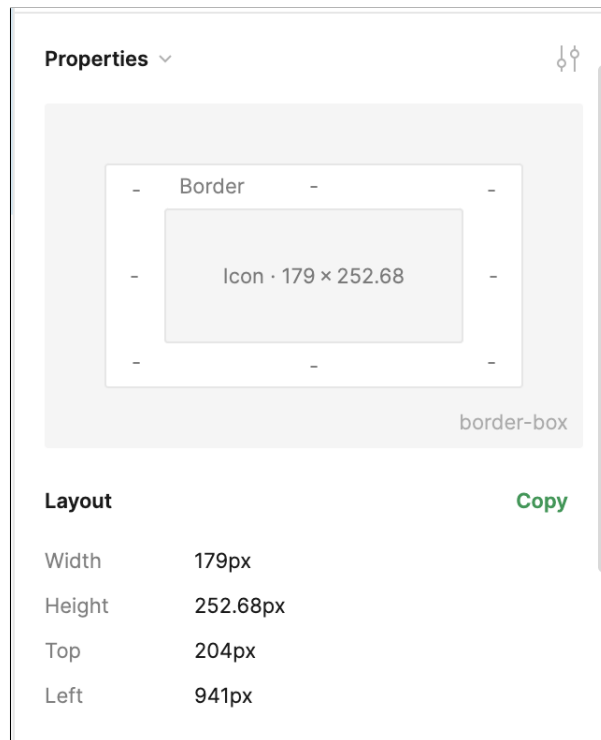 Properties
- Border - -
- Icon · 179 × 252.68 -
- - -
border-box
Layout Copy
Width 179px
Height 252.68px
Top 204px
Left 941px